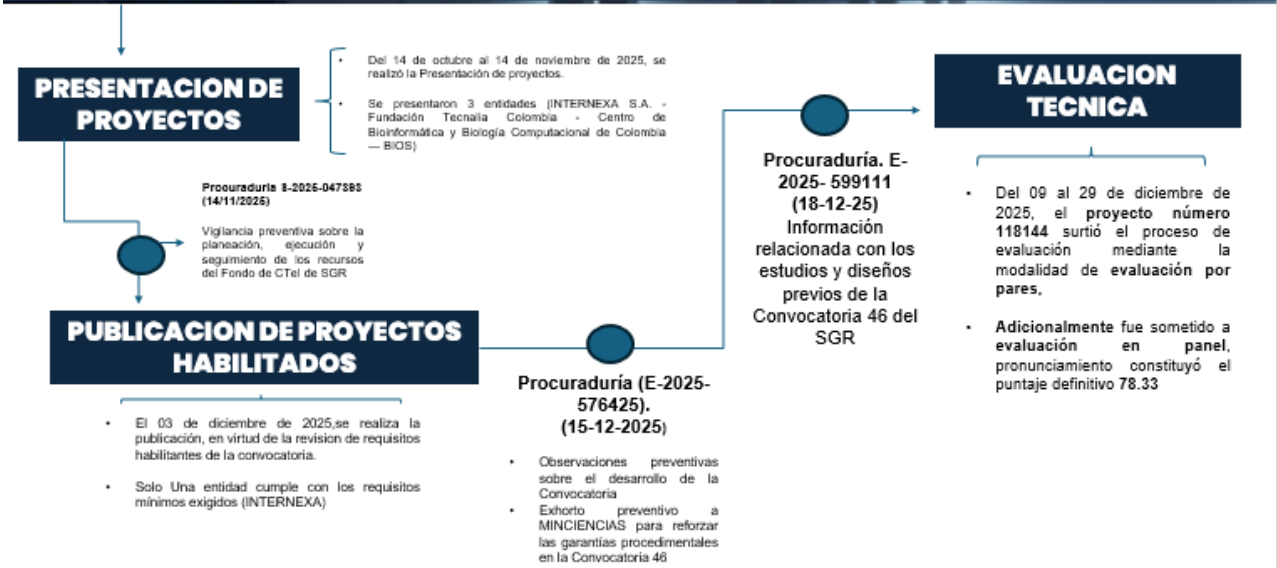 PRESENTACION DE
PROYECTOS
• Del 14 de octubre al 14 de noviembre de 2025, se
realizó la Presentación de proyectos.
• Se presentaron 3 entidades (INTERNEXA S.A. -
Fundación Tecnalia Colombia - Centro de
Bioinformática y Biología Computacional de Colombia
— BIOS)
Procuraduría S-2025-047393
(14/11/2025)
Vigilancia preventiva sobre la
planeación, ejecución y
seguimiento de los recursos
del Fondo de CTeI de SGR
PUBLICACION DE PROYECTOS
HABILITADOS
• El 03 de diciembre de 2025,se realiza la
publicación, en virtud de la revision de requisitos
habilitantes de la convocatoria.
• Solo Una entidad cumple con los requisitos
mínimos exigidos (INTERNEXA)
Procuraduría (E-2025-
576425).
(15-12-2025)
• Observaciones preventivas
sobre el desarrollo de la
Convocatoria
• Exhorto preventivo a
MINCIENCIAS para reforzar
las garantías procedimentales
en la Convocatoria 46
Procuraduría. E-
2025- 599111
(18-12-25)
Información
relacionada con los
estudios y diseños
previos de la
Convocatoria 46 del
SGR
EVALUACION
TECNICA
• Del 09 al 29 de diciembre de
2025, el proyecto número
118144 surtió el proceso de
evaluación mediante la
modalidad de evaluación por
pares,
• Adicionalmente fue sometido a
evaluación en panel,
pronunciamiento constituyó el
puntaje definitivo 78.33